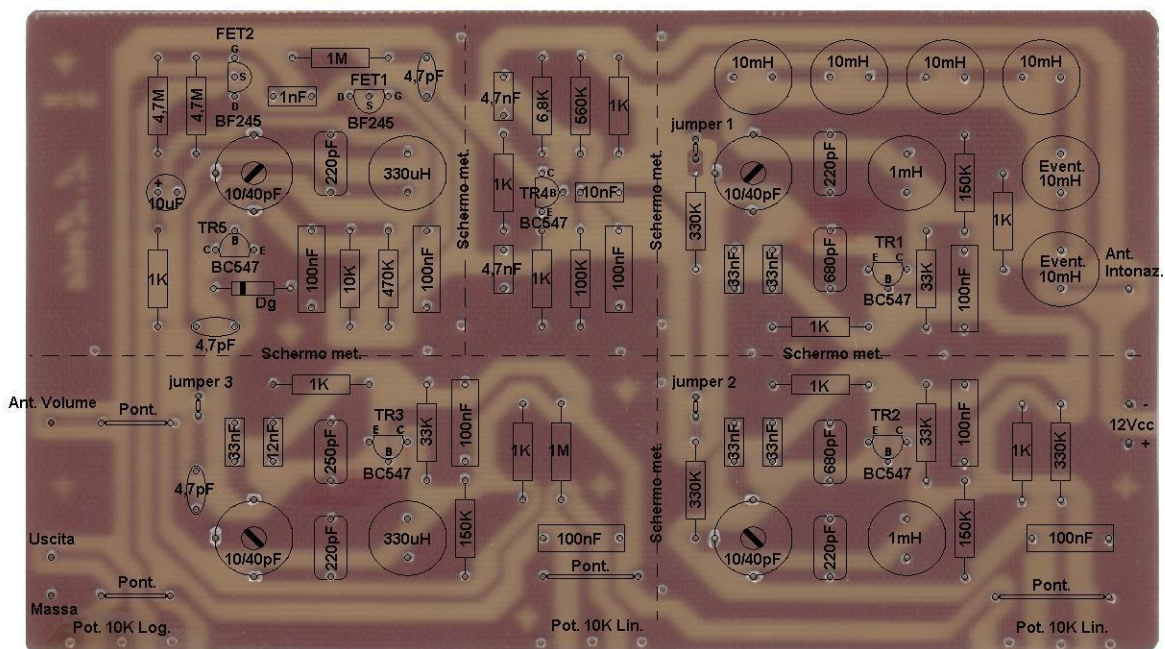 FET2
G
S
D
BF245
4,7M
4,7M
1M
1nF
FET1
D
S
G
BF245
4,7pF
1K
10/40pF
220pF
330uH
+
10uF
TR5
B
C
E
BC547
1K
Dg
100nF
10K
470K
100nF
4,7pF
Schermo met.
Schermo met.
4,7nF
6,8K
560K
1K
1K
C
TR4
B
E
BC547
10nF
4,7nF
1K
100K
100nF
Schermo met.
10mH
10mH
10mH
10mH
jumper 1
330K
10/40pF
220pF
1mH
150K
1K
Event.
10mH
Event.
10mH
Ant.
Intonaz.
33nF
33nF
680pF
TR1
E
C
B
BC547
33K
100nF
1K
Schermo met.
jumper 3
1K
Ant. Volume
Pont.
33nF
12nF
250pF
TR3
E
C
B
BC547
33K
100nF
1K
1M
4,7pF
10/40pF
220pF
330uH
150K
100nF
Uscita
Massa
Pont.
Pont.
Pot. 10K Log.
Pot. 10K Lin.
Schermo met.
jumper 2
1K
330K
33nF
33nF
680pF
TR2
E
C
B
BC547
33K
100nF
1K
330K
-
12Vcc
+
10/40pF
220pF
1mH
150K
100nF
Pont.
Pot. 10K Lin.